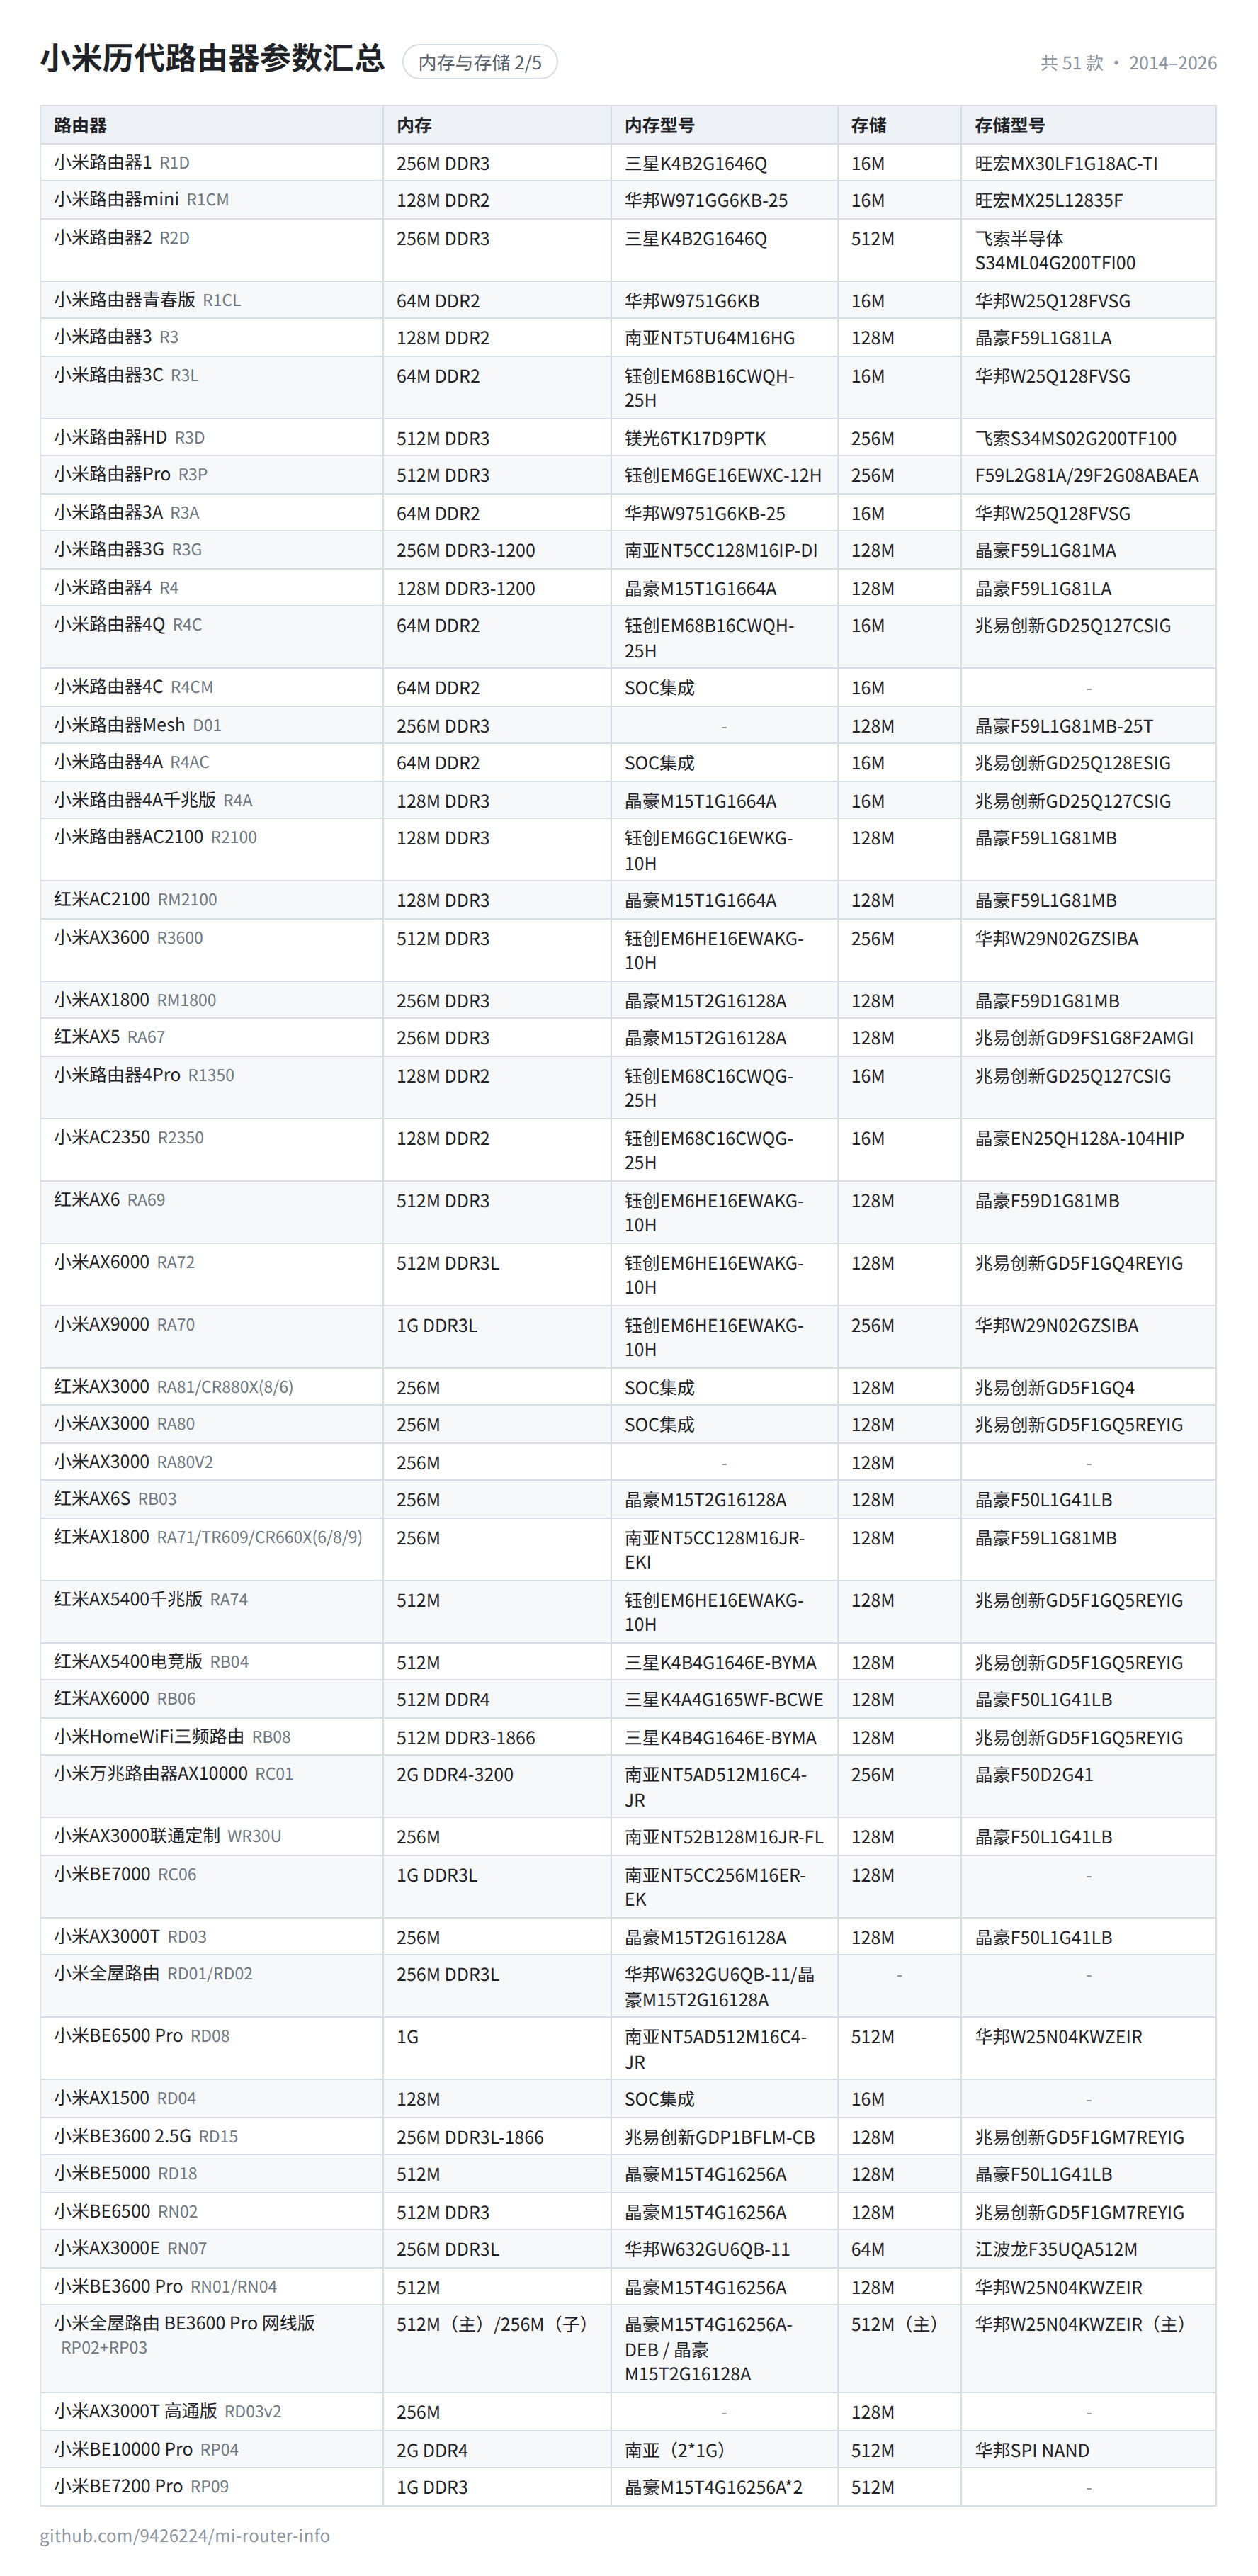 小米历代路由器参数汇总 内存与存储 2/5 共 51 款 • 2014–2026
路由器 内存 内存型号 存储 存储型号
小米路由器1 R1D 256M DDR3 三星K4B2G1646Q 16M 旺宏MX30LF1G18AC-TI
小米路由器mini R1CM 128M DDR2 华邦W971GG6KB-25 16M 旺宏MX25L12835F
小米路由器2 R2D 256M DDR3 三星K4B2G1646Q 512M 飞索半导体
S34ML04G200TFI00
小米路由器青春版 R1CL 64M DDR2 华邦W9751G6KB 16M 华邦W25Q128FVSG
小米路由器3 R3 128M DDR2 南亚NT5TU64M16HG 128M 晶豪F59L1G81LA
小米路由器3C R3L 64M DDR2 钰创EM68B16CWQH- 16M 华邦W25Q128FVSG
25H
小米路由器HD R3D 512M DDR3 镁光6TK17D9PTK 256M 飞索S34MS02G200TF100
小米路由器Pro R3P 512M DDR3 钰创EM6GE16EWXC-12H 256M F59L2G81A/29F2G08ABAEA
小米路由器3A R3A 64M DDR2 华邦W9751G6KB-25 16M 华邦W25Q128FVSG
小米路由器3G R3G 256M DDR3-1200 南亚NT5CC128M16IP-DI 128M 晶豪F59L1G81MA
小米路由器4 R4 128M DDR3-1200 晶豪M15T1G1664A 128M 晶豪F59L1G81LA
小米路由器4Q R4C 64M DDR2 钰创EM68B16CWQH- 16M 兆易创新GD25Q127CSIG
25H
小米路由器4C R4CM 64M DDR2 SOC集成 16M -
小米路由器Mesh D01 256M DDR3 - 128M 晶豪F59L1G81MB-25T
小米路由器4A R4AC 64M DDR2 SOC集成 16M 兆易创新GD25Q128ESIG
小米路由器4A千兆版 R4A 128M DDR3 晶豪M15T1G1664A 16M 兆易创新GD25Q127CSIG
小米路由器AC2100 R2100 128M DDR3 钰创EM6GC16EWKG- 128M 晶豪F59L1G81MB
10H
红米AC2100 RM2100 128M DDR3 晶豪M15T1G1664A 128M 晶豪F59L1G81MB
小米AX3600 R3600 512M DDR3 钰创EM6HE16EWAKG- 256M 华邦W29N02GZSIBA
10H
小米AX1800 RM1800 256M DDR3 晶豪M15T2G16128A 128M 晶豪F59D1G81MB
红米AX5 RA67 256M DDR3 晶豪M15T2G16128A 128M 兆易创新GD9FS1G8F2AMGI
小米路由器4Pro R1350 128M DDR2 钰创EM68C16CWQG- 16M 兆易创新GD25Q127CSIG
25H
小米AC2350 R2350 128M DDR2 钰创EM68C16CWQG- 16M 晶豪EN25QH128A-104HIP
25H
红米AX6 RA69 512M DDR3 钰创EM6HE16EWAKG- 128M 晶豪F59D1G81MB
10H
小米AX6000 RA72 512M DDR3L 钰创EM6HE16EWAKG- 128M 兆易创新GD5F1GQ4REYIG
10H
小米AX9000 RA70 1G DDR3L 钰创EM6HE16EWAKG- 256M 华邦W29N02GZSIBA
10H
红米AX3000 RA81/CR880X(8/6) 256M SOC集成 128M 兆易创新GD5F1GQ4
小米AX3000 RA80 256M SOC集成 128M 兆易创新GD5F1GQ5REYIG
小米AX3000 RA80V2 256M - 128M -
红米AX6S RB03 256M 晶豪M15T2G16128A 128M 晶豪F50L1G41LB
红米AX1800 RA71/TR609/CR660X(6/8/9) 256M 南亚NT5CC128M16JR- 128M 晶豪F59L1G81MB
EKI
红米AX5400千兆版 RA74 512M 钰创EM6HE16EWAKG- 128M 兆易创新GD5F1GQ5REYIG
10H
红米AX5400电竞版 RB04 512M 三星K4B4G1646E-BYMA 128M 兆易创新GD5F1GQ5REYIG
红米AX6000 RB06 512M DDR4 三星K4A4G165WF-BCWE 128M 晶豪F50L1G41LB
小米HomeWiFi三频路由 RB08 512M DDR3-1866 三星K4B4G1646E-BYMA 128M 兆易创新GD5F1GQ5REYIG
小米万兆路由器AX10000 RC01 2G DDR4-3200 南亚NT5AD512M16C4- 256M 晶豪F50D2G41
JR
小米AX3000联通定制 WR30U 256M 南亚NT52B128M16JR-FL 128M 晶豪F50L1G41LB
小米BE7000 RC06 1G DDR3L 南亚NT5CC256M16ER- 128M -
EK
小米AX3000T RD03 256M 晶豪M15T2G16128A 128M 晶豪F50L1G41LB
小米全屋路由 RD01/RD02 256M DDR3L 华邦W632GU6QB-11/晶 - -
豪M15T2G16128A
小米BE6500 Pro RD08 1G 南亚NT5AD512M16C4- 512M 华邦W25N04KWZEIR
JR
小米AX1500 RD04 128M SOC集成 16M -
小米BE3600 2.5G RD15 256M DDR3L-1866 兆易创新GDP1BFLM-CB 128M 兆易创新GD5F1GM7REYIG
小米BE5000 RD18 512M 晶豪M15T4G16256A 128M 晶豪F50L1G41LB
小米BE6500 RN02 512M DDR3 晶豪M15T4G16256A 128M 兆易创新GD5F1GM7REYIG
小米AX3000E RN07 256M DDR3L 华邦W632GU6QB-11 64M 江波龙F35UQA512M
小米BE3600 Pro RN01/RN04 512M 晶豪M15T4G16256A 128M 华邦W25N04KWZEIR
小米全屋路由 BE3600 Pro 网线版 512M（主）/256M（子） 晶豪M15T4G16256A- 512M（主） 华邦W25N04KWZEIR（主）
RP02+RP03 DEB / 晶豪
M15T2G16128A
小米AX3000T 高通版 RD03v2 256M - 128M -
小米BE10000 Pro RP04 2G DDR4 南亚（2*1G） 512M 华邦SPI NAND
小米BE7200 Pro RP09 1G DDR3 晶豪M15T4G16256A*2 512M -
github.com/9426224/mi-router-info